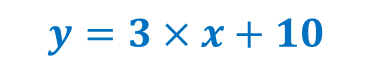 y = 3 × x + 10